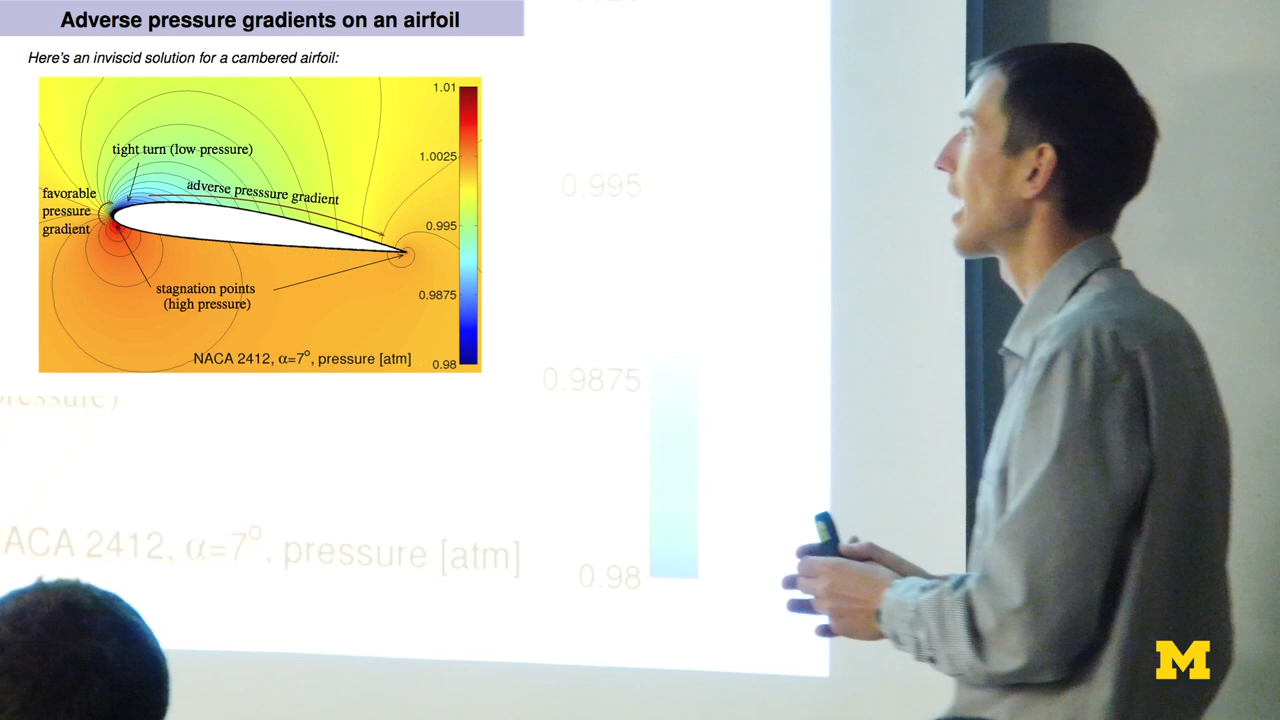 Adverse pressure gradients on an airfoil
Here's an inviscid solution for a cambered airfoil:
1.01
tight turn (low pressure)
1.0025
adverse presssure gradient
favorable
pressure
gradient
0.995
stagnation points
(high pressure)
0.9875
NACA 2412, α=7°, pressure [atm]
0.98
0.995
0.9875
pressure)
ACA 2412, α=7°, pressure [atm]
0.98
M